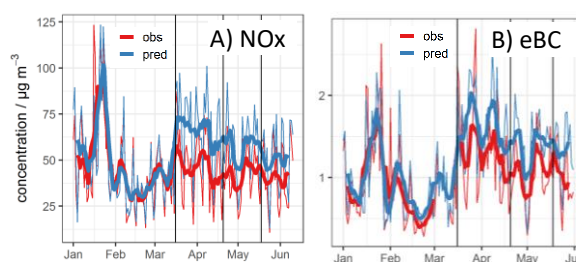 A) NOx
obs
pred
concentration / µg m⁻³
125
100
75
50
25
Jan Feb Mar Apr May Jun
B) eBC
obs
pred
2
1
Jan Feb Mar Apr May Jun